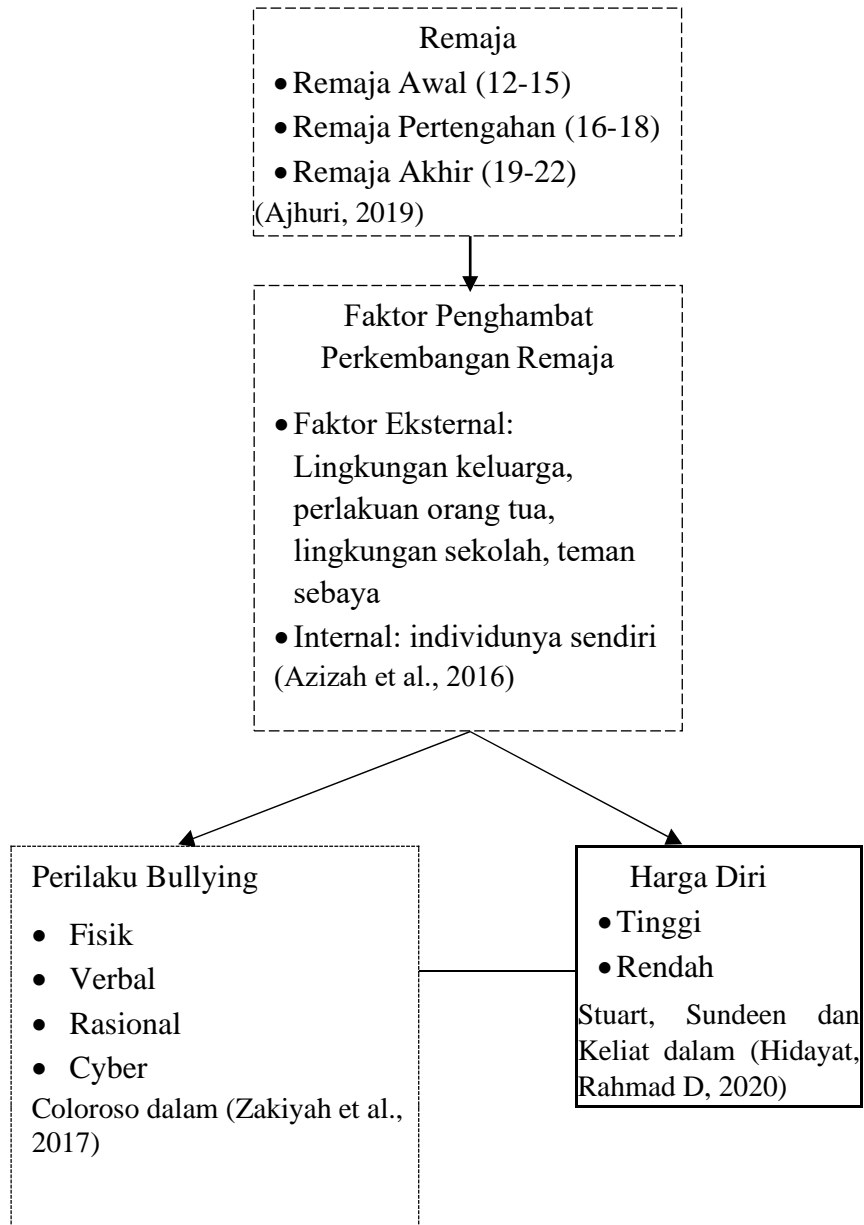 Remaja
• Remaja Awal (12-15)
• Remaja Pertengahan (16-18)
• Remaja Akhir (19-22)
(Ajhuri, 2019)
Faktor Penghambat
Perkembangan Remaja
• Faktor Eksternal:
Lingkungan keluarga,
perlakuan orang tua,
lingkungan sekolah, teman
sebaya
• Internal: individunya sendiri
(Azizah et al., 2016)
Perilaku Bullying
• Fisik
• Verbal
• Rasional
• Cyber
Coloroso dalam (Zakiyah et al.,
2017)
Harga Diri
• Tinggi
• Rendah
Stuart, Sundeen dan
Keliat dalam (Hidayat,
Rahmad D, 2020)